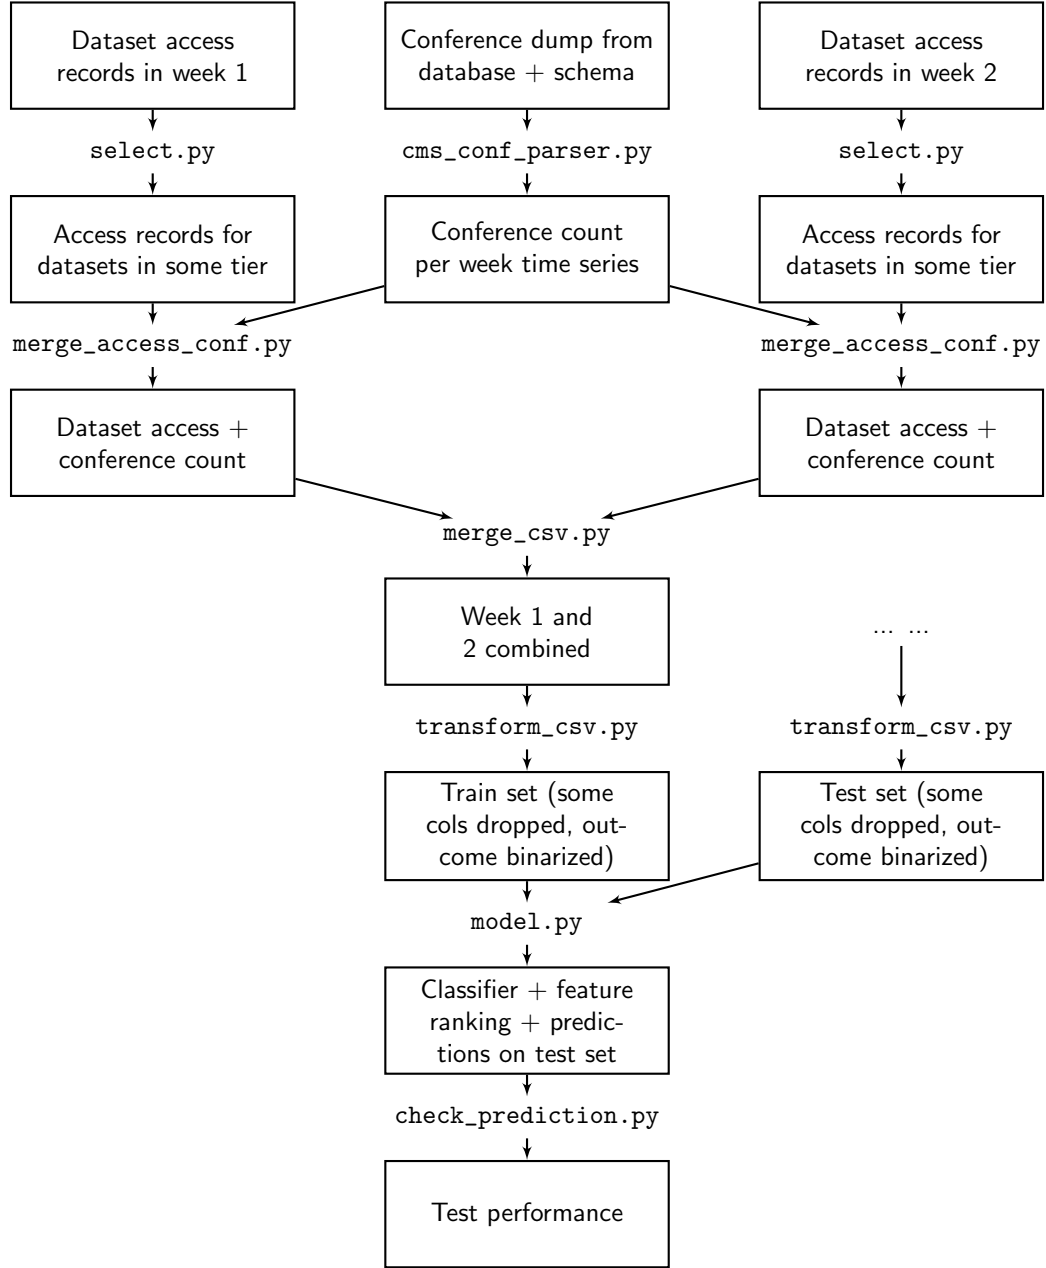 Dataset access
records in week 1
Conference dump from
database + schema
Dataset access
records in week 2
select.py
cms_conf_parser.py
select.py
Access records for
datasets in some tier
Conference count
per week time series
Access records for
datasets in some tier
merge_access_conf.py
merge_access_conf.py
Dataset access +
conference count
Dataset access +
conference count
merge_csv.py
Week 1 and
2 combined
... ...
transform_csv.py
transform_csv.py
Train set (some
cols dropped, out-
come binarized)
Test set (some
cols dropped, out-
come binarized)
model.py
Classifier + feature
ranking + predic-
tions on test set
check_prediction.py
Test performance